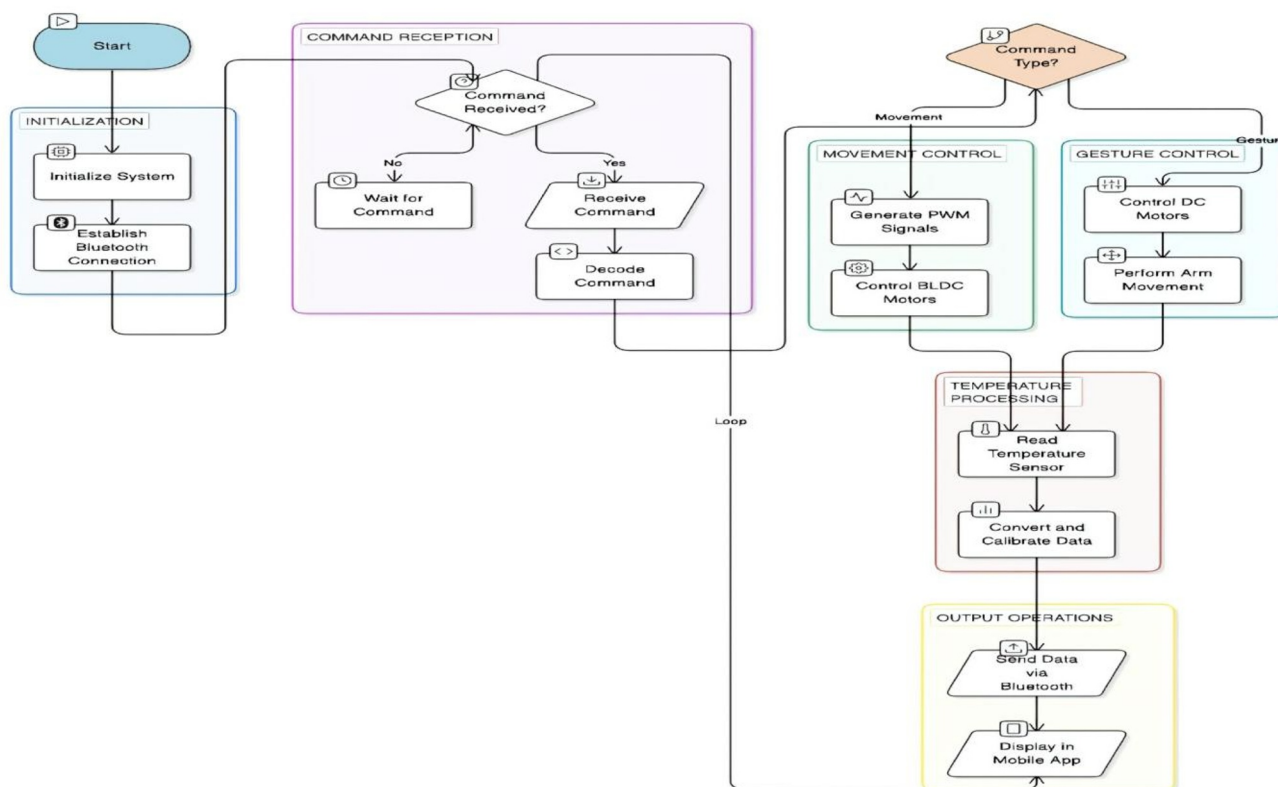 Start
INITIALIZATION
Initialize System
Establish
Bluetooth
Connection
COMMAND RECEPTION
Command
Received?
No
Yes
Wait for
Command
Receive
Command
Decode
Command
Loop
Command
Type?
Movement
Gestur
MOVEMENT CONTROL
Generate PWM
Signals
Control BLDC
Motors
GESTURE CONTROL
Control DC
Motors
Perform Arm
Movement
TEMPERATURE
PROCESSING
Read
Temperature
Sensor
Convert and
Calibrate Data
OUTPUT OPERATIONS
Send Data
via
Bluetooth
Display in
Mobile App